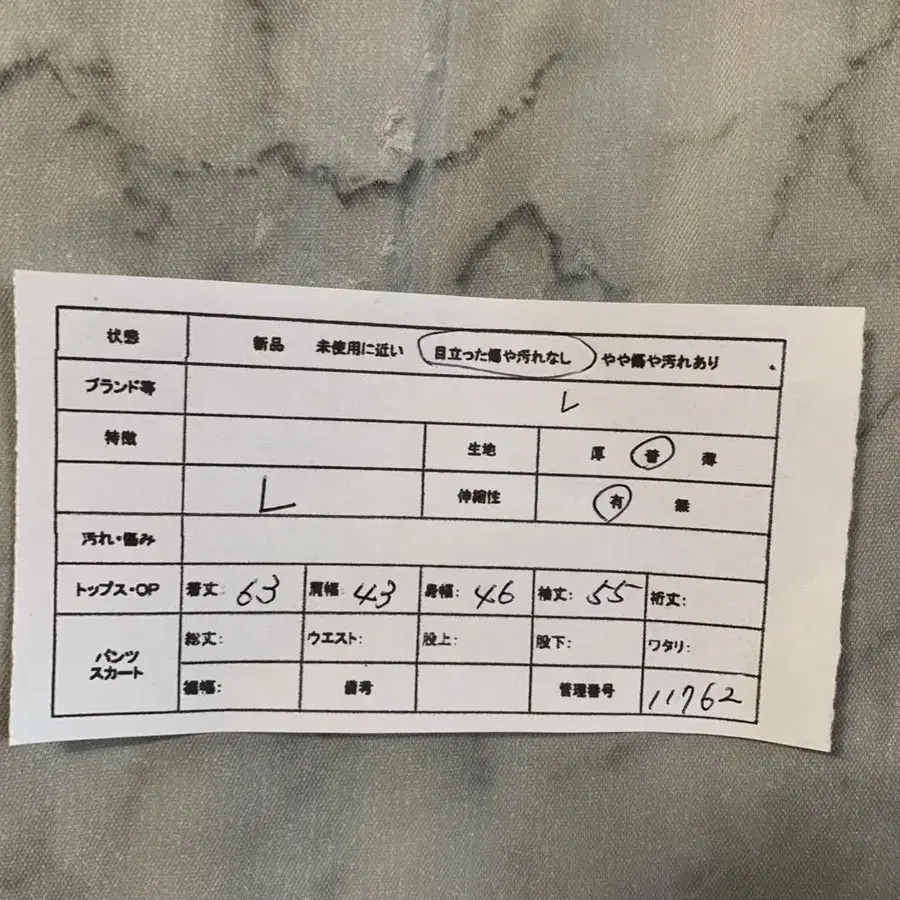 状態 新品 未使用に近い 目立った傷や汚れなし やや傷や汚れあり
ブランド等 L
特徴 生地 厚 普 薄
L 伸縮性 有 無
汚れ・傷み
トップス・OP 着丈: 63 肩幅: 43 身幅: 46 袖丈: 55 裄丈:
パンツ スカート 総丈: ウエスト: 股上: 股下: ワタリ:
裾幅: 備考 管理番号 11762